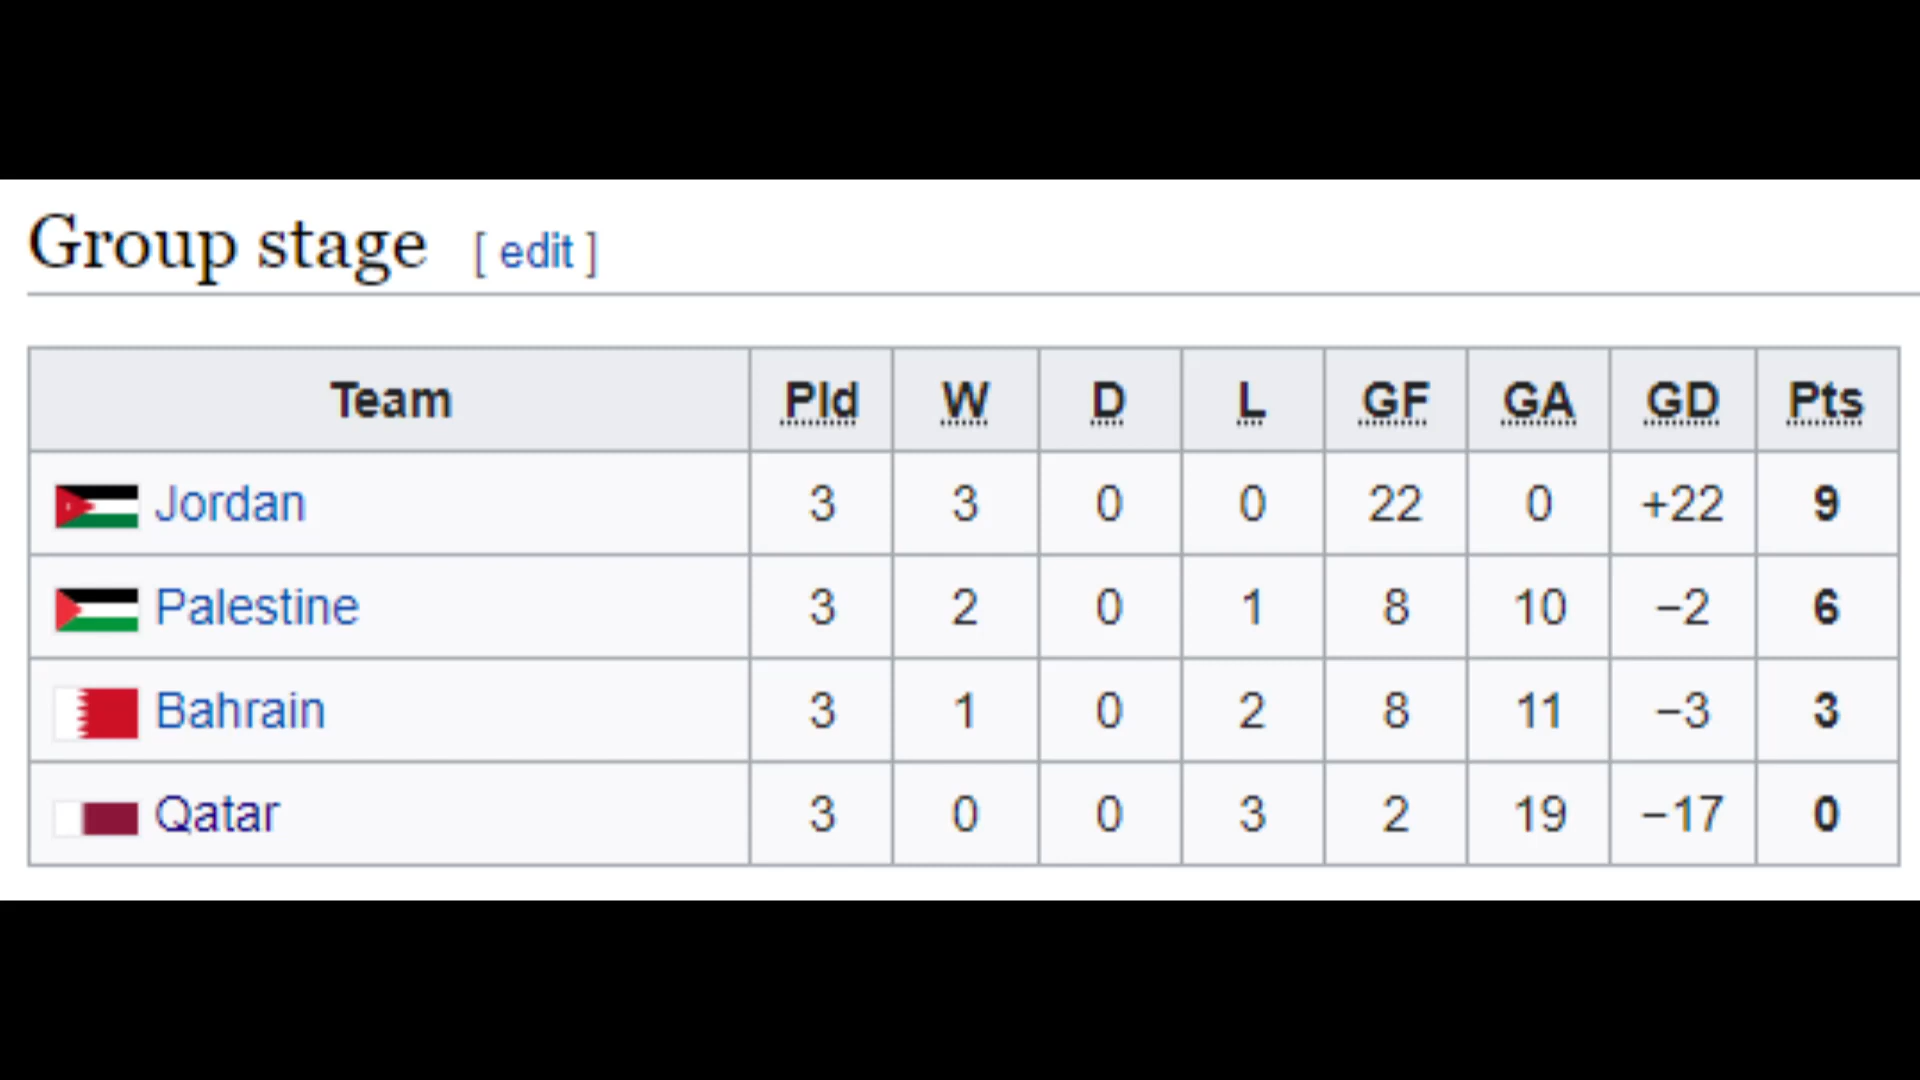 Group stage [ edit ]
Team Pld W D L GF GA GD Pts
Jordan 3 3 0 0 22 0 +22 9
Palestine 3 2 0 1 8 10 −2 6
Bahrain 3 1 0 2 8 11 −3 3
Qatar 3 0 0 3 2 19 −17 0